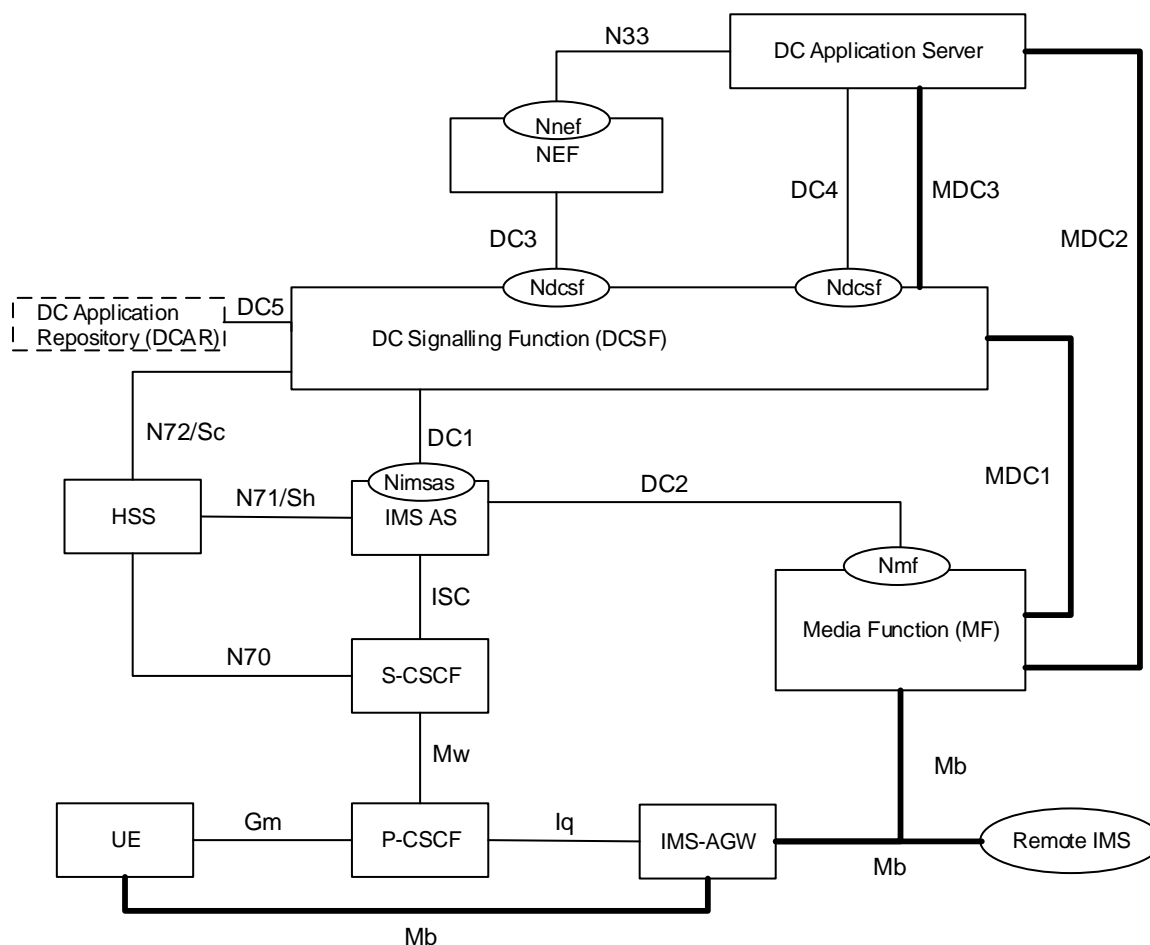 N33
DC Application Server
Nnef
NEF
DC4
MDC3
MDC2
DC3
Ndcsf
Ndcsf
DC5
DC Application
Repository (DCAR)
DC Signalling Function (DCSF)
N72/Sc
DC1
MDC1
Nimsas
DC2
HSS
N71/Sh
IMS AS
Nmf
ISC
Media Function (MF)
N70
S-CSCF
Mw
Mb
Gm
Iq
UE
P-CSCF
IMS-AGW
Remote IMS
Mb
Mb